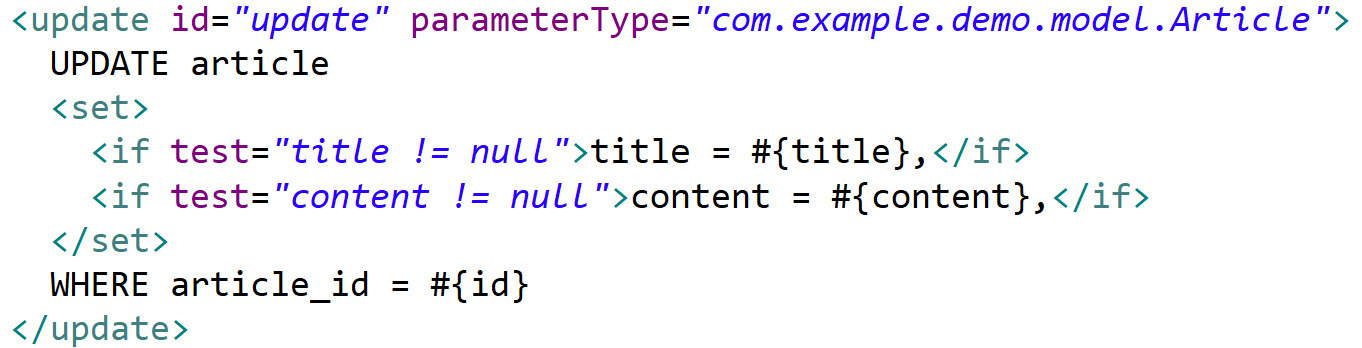 <update id="update" parameterType="com.example.demo.model.Article">
  UPDATE article
  <set>
    <if test="title != null">title = #{title},</if>
    <if test="content != null">content = #{content},</if>
  </set>
  WHERE article_id = #{id}
</update>